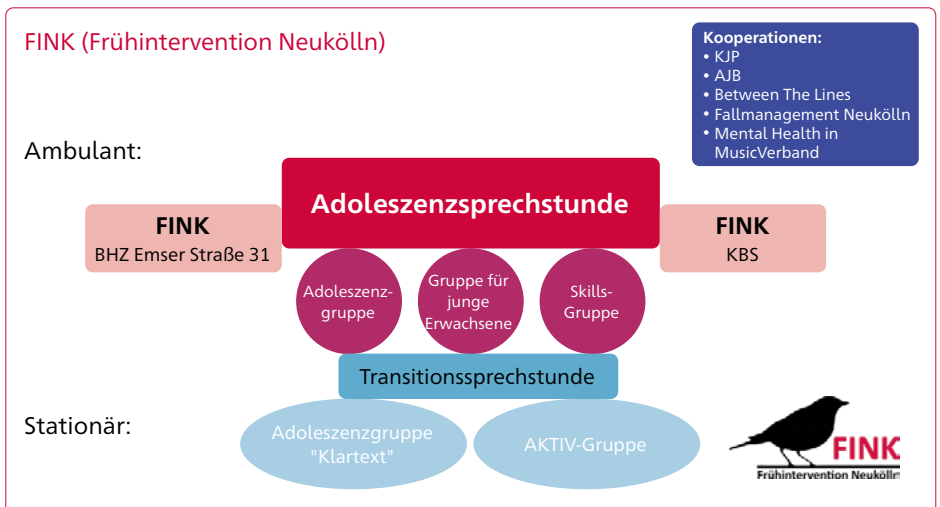 FINK (Frühintervention Neukölln)
Kooperationen:
• KJP
• AJB
• Between The Lines
• Fallmanagement Neukölln
• Mental Health in
MusicVerband
Ambulant:
Adoleszenzsprechstunde
FINK
BHZ Emser Straße 31
FINK
KBS
Adoleszenz-
gruppe
Gruppe für
junge
Erwachsene
Skills-
Gruppe
Transitionssprechstunde
Stationär:
Adoleszenzgruppe
"Klartext"
AKTIV-Gruppe
FINK
Frühintervention Neukölln